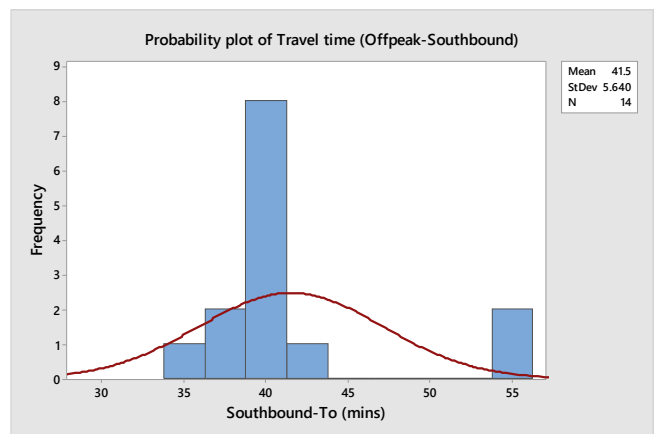 Probability plot of Travel time (Offpeak-Southbound)
Mean 41.5
StDev 5.640
N 14
Frequency
9
8
7
6
5
4
3
2
1
0
30 35 40 45 50 55
Southbound-To (mins)